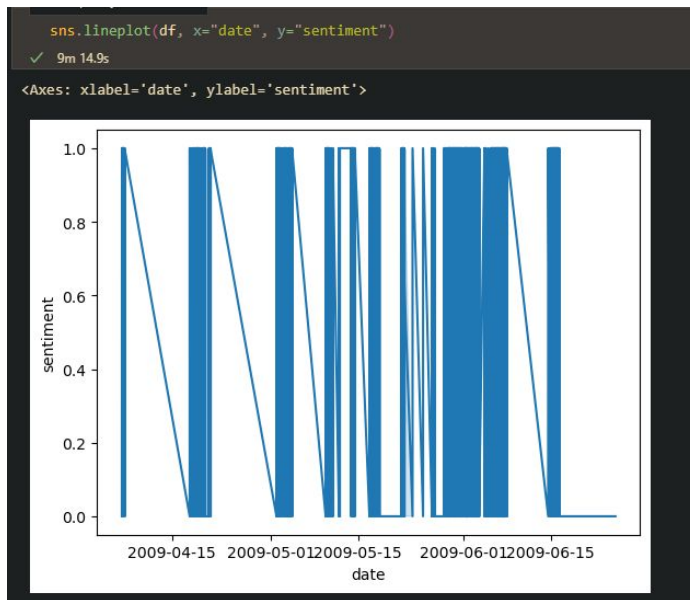 sns.lineplot(df, x="date", y="sentiment")
✓ 9m 14.9s
<Axes: xlabel='date', ylabel='sentiment'>
1.0
0.8
0.6
0.4
0.2
0.0
sentiment
2009-04-15 2009-05-01 2009-05-15 2009-06-01 2009-06-15
date